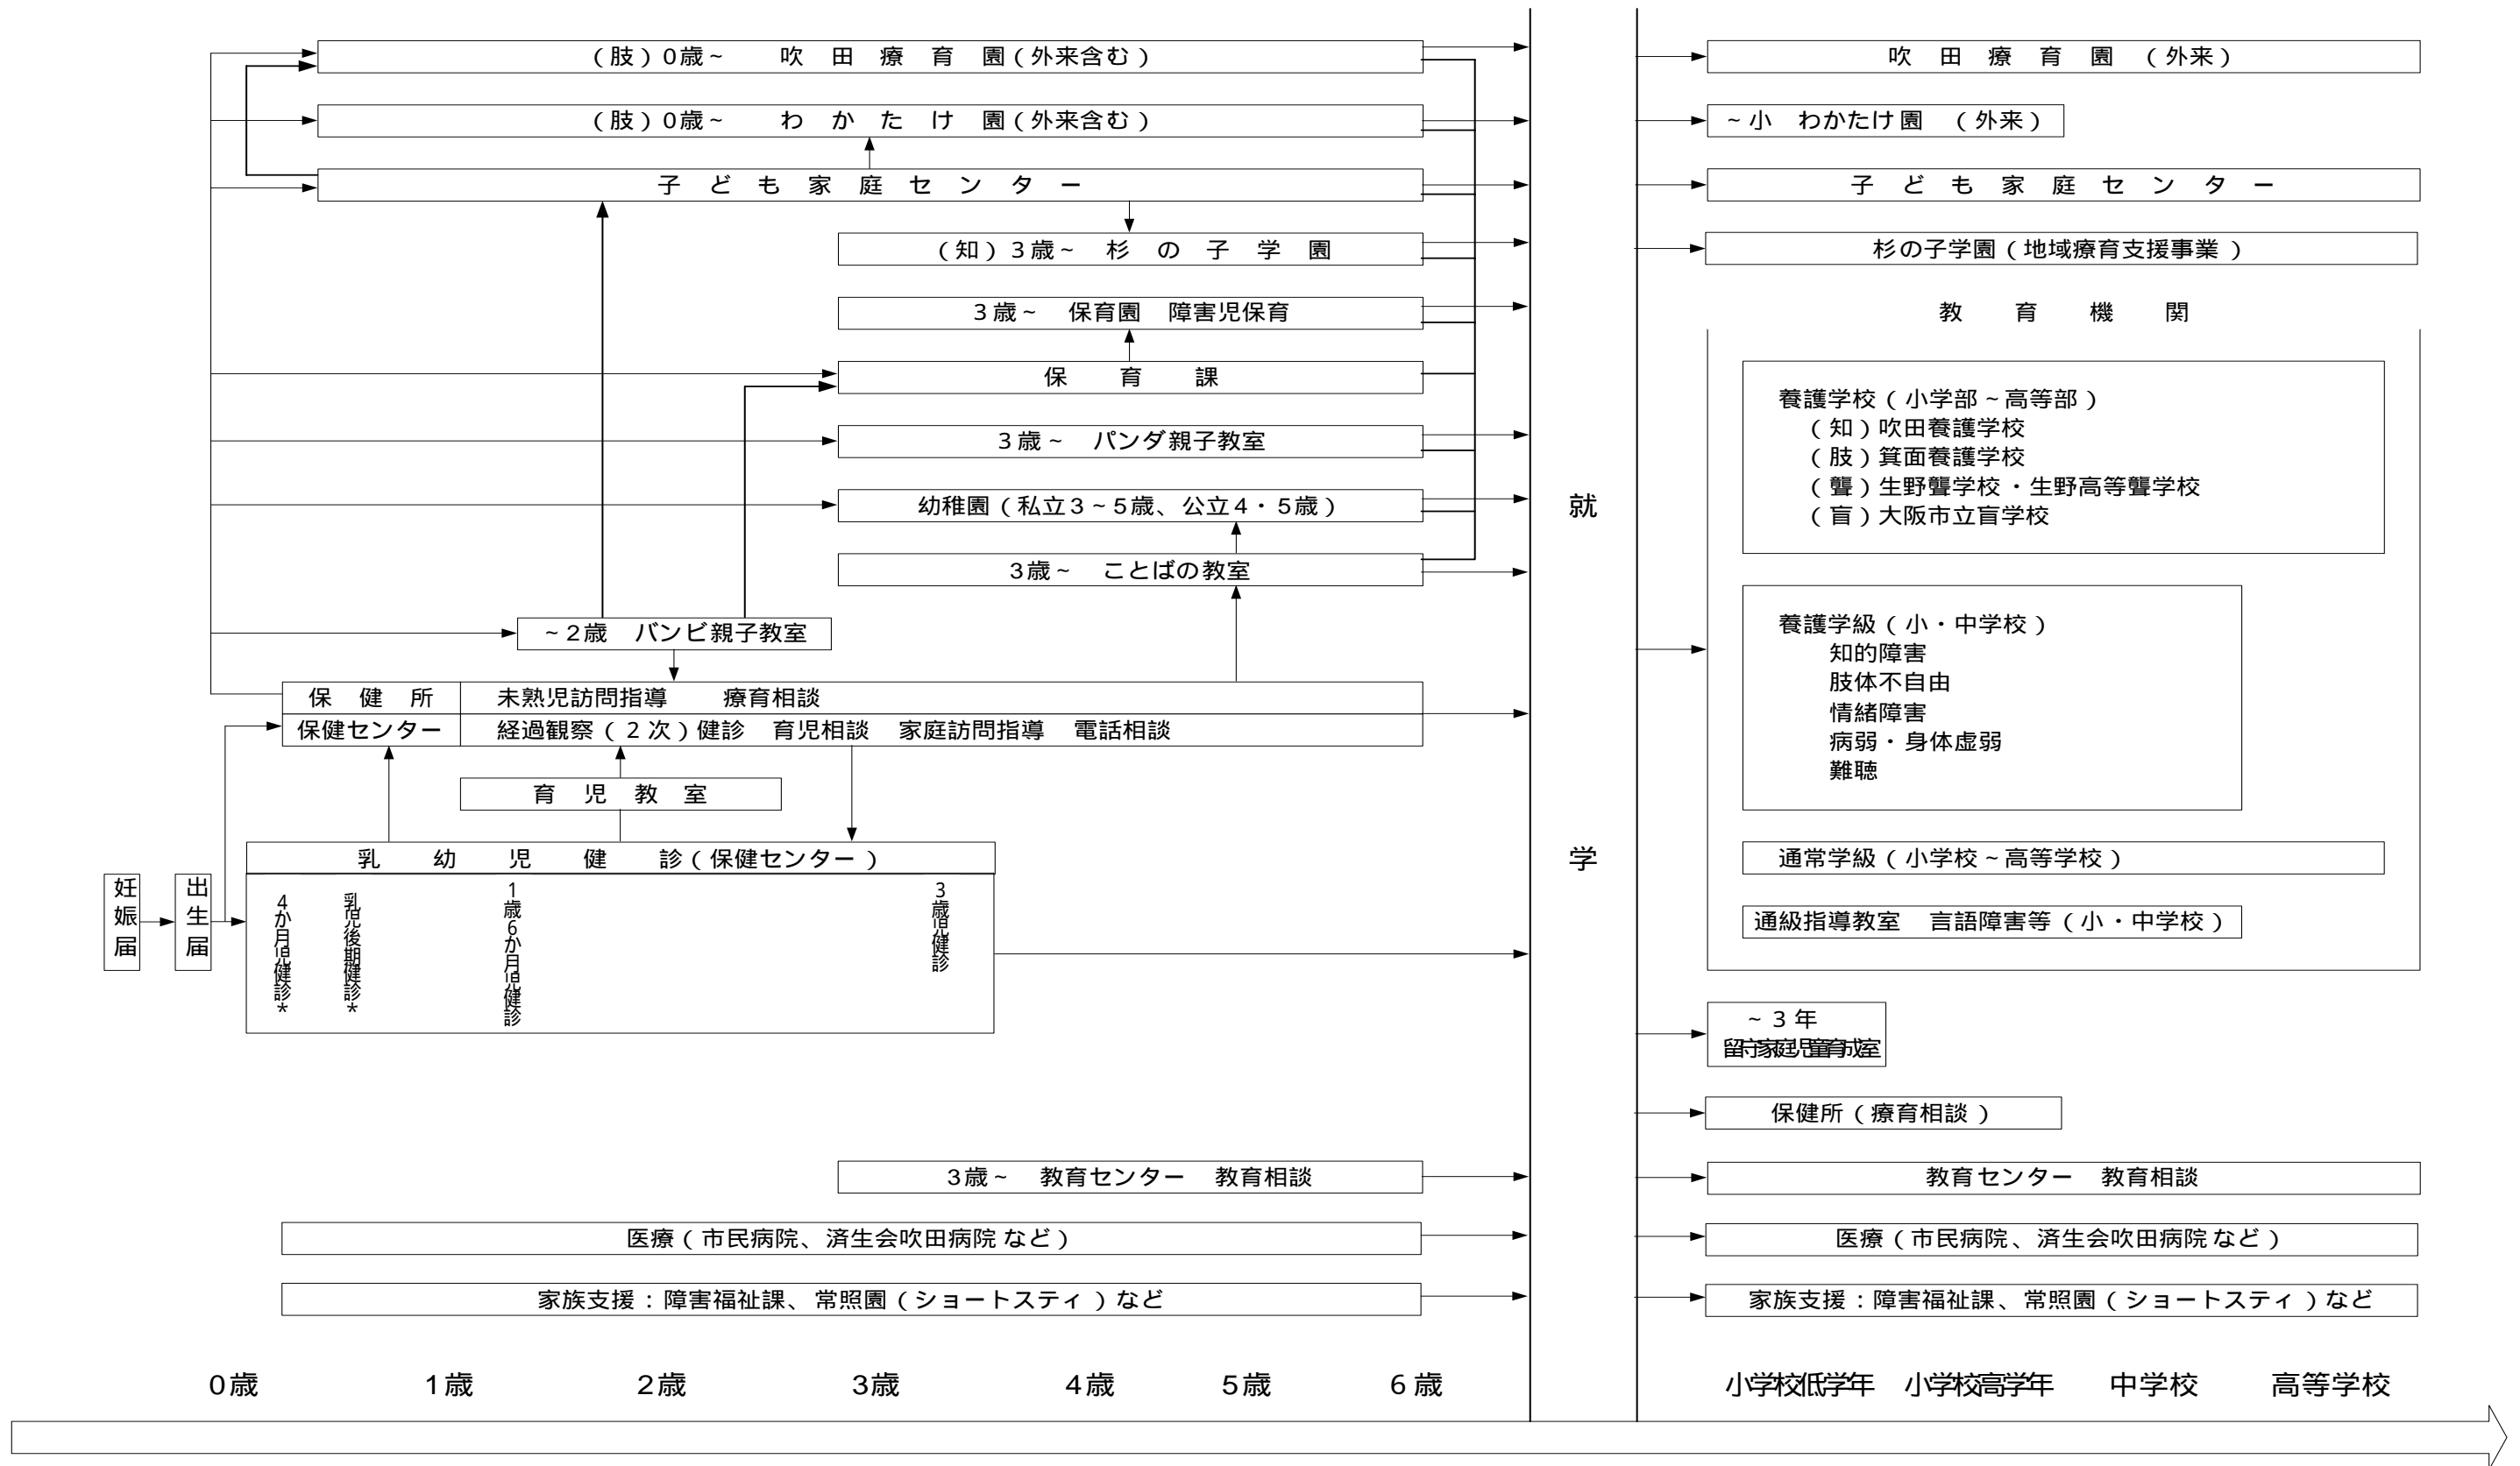 (肢)0歳~ 吹田療育園(外来含む)
(肢)0歳~ わかたけ園(外来含む)
子ども家庭センター
(知)3歳~ 杉の子学園
3歳~ 保育園 障害児保育
保育課
3歳~ パンダ親子教室
幼稚園(私立3~5歳、公立4・5歳)
3歳~ ことばの教室
~2歳 バンビ親子教室
保健所 未熟児訪問指導 療育相談
保健センター 経過観察(2次)健診 育児相談 家庭訪問指導 電話相談
育児教室
乳幼児健診(保健センター)
妊娠届
出生届
4か月児健診*
乳児後期健診*
1歳6か月児健診
3歳児健診
3歳~ 教育センター 教育相談
医療(市民病院、済生会吹田病院など)
家族支援:障害福祉課、常照園(ショートスティ)など
就学
吹田療育園 (外来)
~小 わかたけ園 (外来)
子ども家庭センター
杉の子学園(地域療育支援事業)
教育機関
養護学校(小学部~高等部)
(知)吹田養護学校
(肢)箕面養護学校
(聾)生野聾学校・生野高等聾学校
(盲)大阪市立盲学校
養護学級(小・中学校)
知的障害
肢体不自由
情緒障害
病弱・身体虚弱
難聴
通常学級(小学校~高等学校)
通級指導教室 言語障害等(小・中学校)
~3年
留守家庭児童育成室
保健所(療育相談)
教育センター 教育相談
医療(市民病院、済生会吹田病院など)
家族支援:障害福祉課、常照園(ショートスティ)など
0歳 1歳 2歳 3歳 4歳 5歳 6歳 小学校低学年 小学校高学年 中学校 高等学校